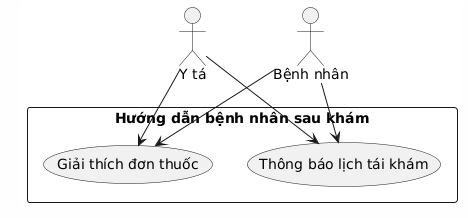 Y tá
Bệnh nhân
Hướng dẫn bệnh nhân sau khám
Giải thích đơn thuốc
Thông báo lịch tái khám